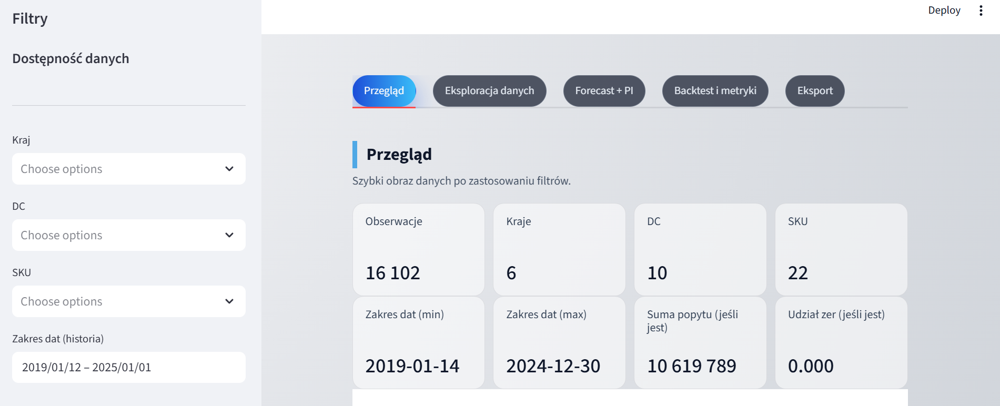 Filtry
Dostępność danych
Kraj
Choose options
DC
Choose options
SKU
Choose options
Zakres dat (historia)
2019/01/12 – 2025/01/01
Deploy
Przegląd
Eksploracja danych
Forecast + PI
Backtest i metryki
Eksport
Przegląd
Szybki obraz danych po zastosowaniu filtrów.
Obserwacje
16 102
Kraje
6
DC
10
SKU
22
Zakres dat (min)
2019-01-14
Zakres dat (max)
2024-12-30
Suma popytu (jeśli
jest)
10 619 789
Udział zer (jeśli jest)
0.000